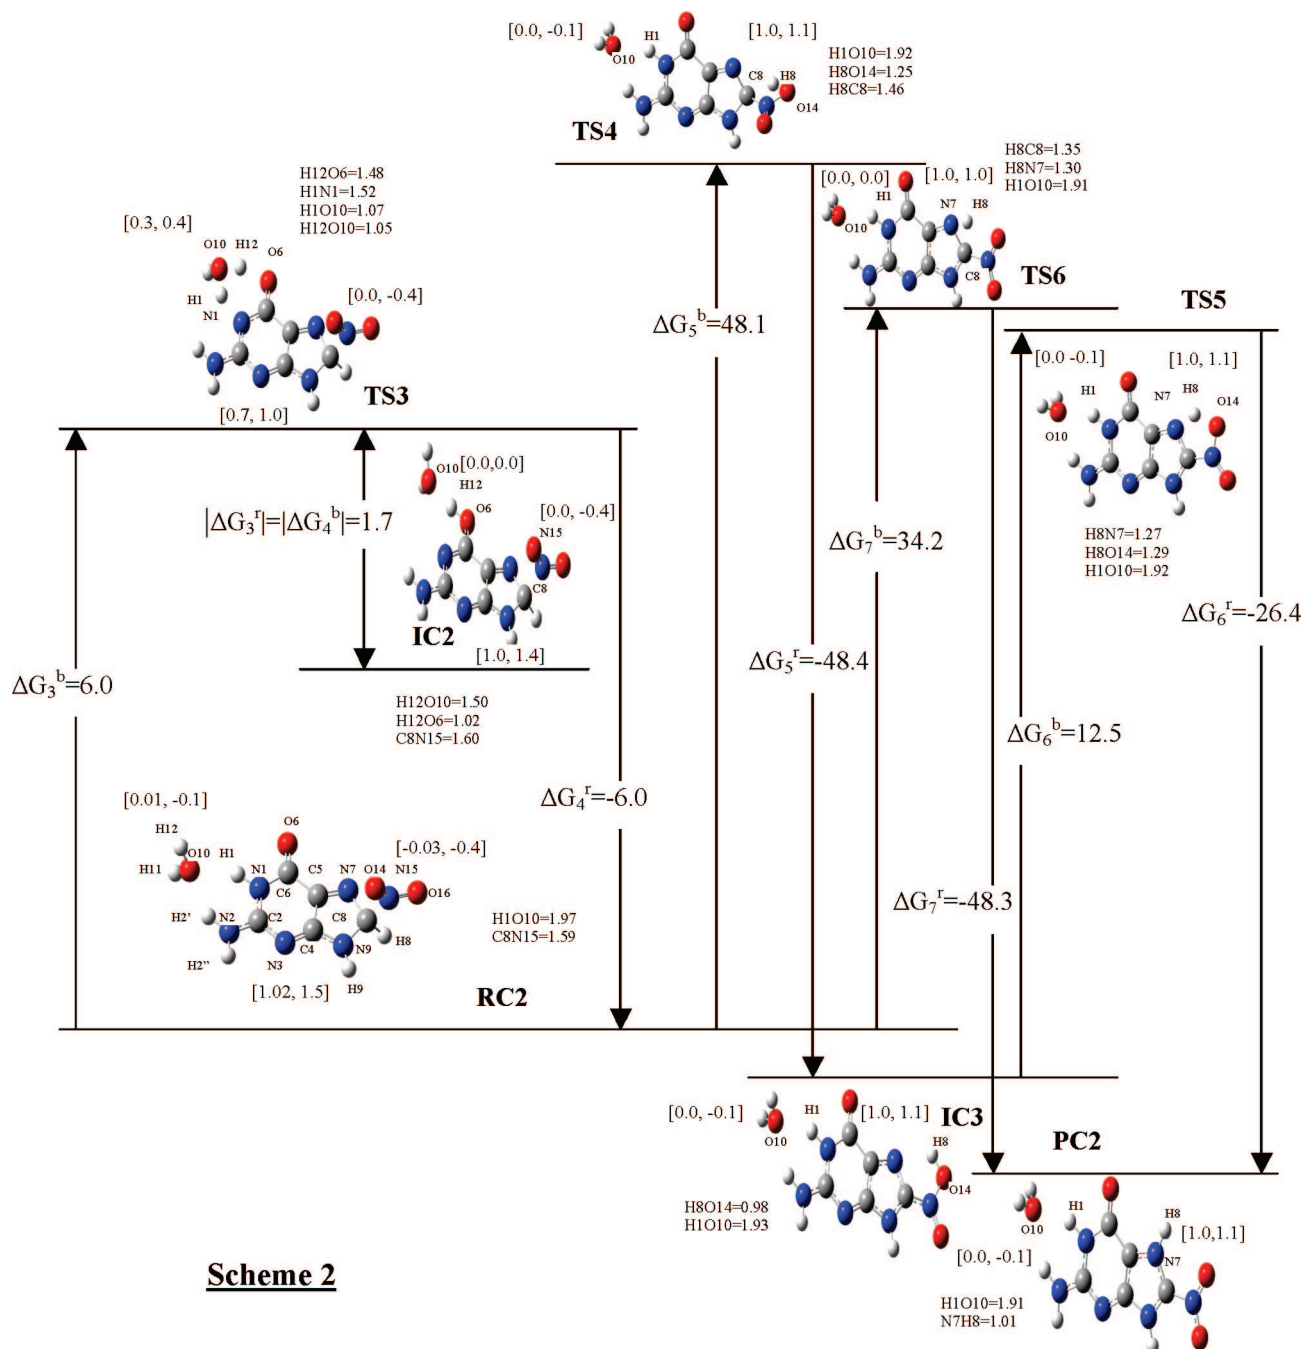 [0.0, -0.1]
O10
H1
[1.0, 1.1]
H1O10=1.92
H8O14=1.25
H8C8=1.46
C8
H8
O14
TS4
H12O6=1.48
H1N1=1.52
H1O10=1.07
H12O10=1.05
[0.3, 0.4]
O10
H12
O6
H1
N1
[0.0, -0.4]
TS3
[0.7, 1.0]
H8C8=1.35
H8N7=1.30
H1O10=1.91
[0.0, 0.0]
[1.0, 1.0]
H1
N7
H8
O10
C8
TS6
TS5
[0.0 -0.1]
[1.0, 1.1]
H1
N7
H8
O14
O10
H8N7=1.27
H8O14=1.29
H1O10=1.92
ΔG5b=48.1
O10
[0.0,0.0]
H12
O6
[0.0, -0.4]
N15
C8
IC2
[1.0, 1.4]
|ΔG3r|=|ΔG4b|=1.7
H12O10=1.50
H12O6=1.02
C8N15=1.60
ΔG7b=34.2
ΔG6r=-26.4
ΔG5r=-48.4
ΔG3b=6.0
ΔG6b=12.5
ΔG4r=-6.0
ΔG7r=-48.3
[0.01, -0.1]
H12
O10
H11
H1
O6
N1
C6
C5
N7
[-0.03, -0.4]
O14
N15
O16
H2'
N2
C2
C8
N3
C4
N9
H8
H2''
H9
[1.02, 1.5]
H1O10=1.97
C8N15=1.59
RC2
[0.0, -0.1]
H1
O10
[1.0, 1.1]
IC3
H8
O14
H8O14=0.98
H1O10=1.93
PC2
H1
O10
H8
[1.0,1.1]
N7
[0.0, -0.1]
H1O10=1.91
N7H8=1.01
Scheme 2